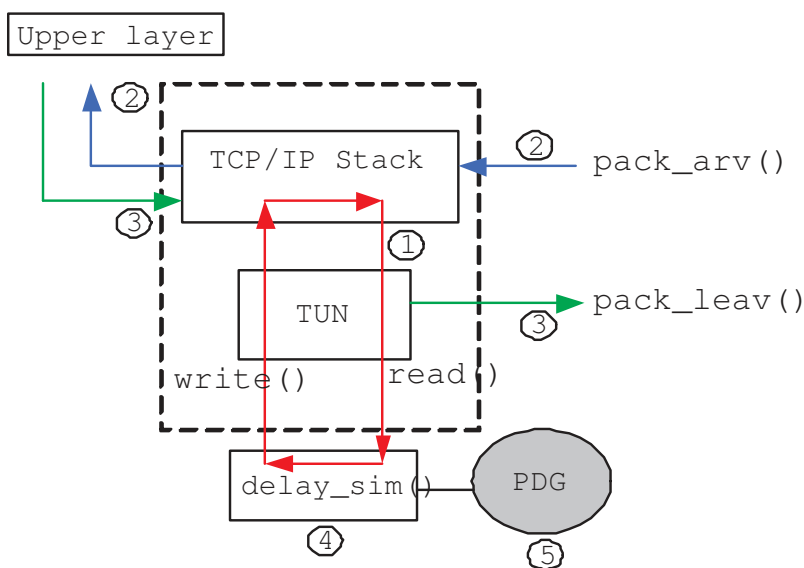 Upper layer
②
TCP/IP Stack
②
pack_arv()
③
①
TUN
pack_leav()
③
write()
read()
delay_sim()
PDG
④
⑤